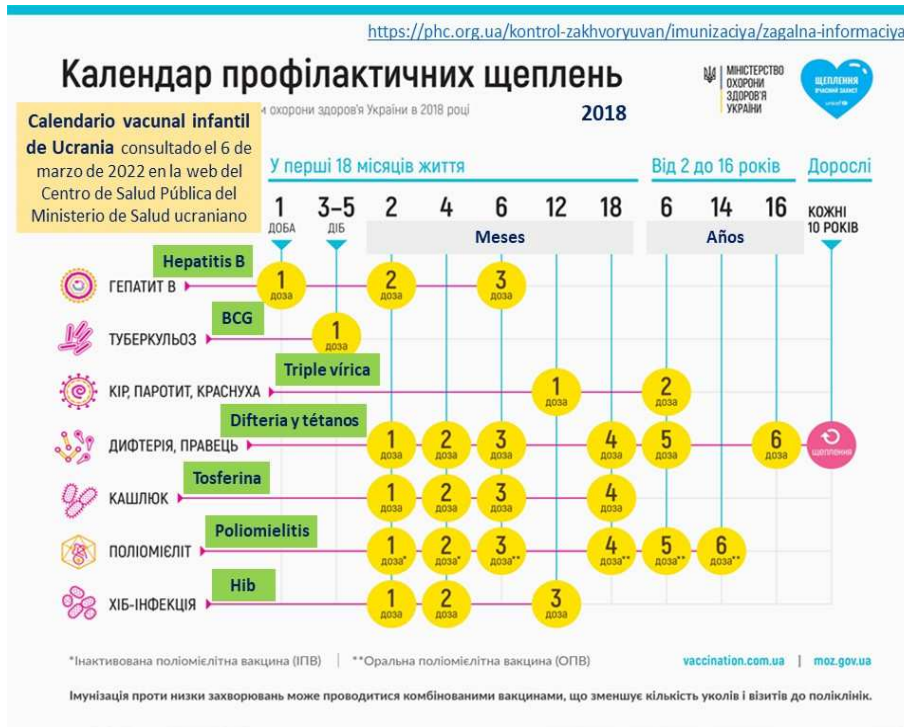 https://phc.org.ua/kontrol-zakhvoryuvan/imunizaciya/zagalna-informaciya
Календар профілактичних щеплень
МІНІСТЕРСТВО
ОХОРОНИ
ЗДОРОВ'Я
УКРАЇНИ
ЩЕПЛЕННЯ
unicef
охорони здоров'я України в 2018 році
2018
Calendario vacunal infantil
de Ucrania consultado el 6 de
marzo de 2022 en la web del
Centro de Salud Pública del
Ministerio de Salud ucraniano
У перші 18 місяців життя
Від 2 до 16 років
Дорослі
1 ДОБА
3–5 ДІБ
2 4 6 12 18
6 14 16
КОЖНІ
10 РОКІВ
Meses
Años
Hepatitis B
ГЕПАТИТ В
1 доза 2 доза 3 доза
BCG
ТУБЕРКУЛЬОЗ
1 доза
Triple vírica
КІР, ПАРОТИТ, КРАСНУХА
1 доза 2 доза
Difteria y tétanos
ДИФТЕРІЯ, ПРАВЕЦЬ
1 доза 2 доза 3 доза 4 доза 5 доза 6 доза щеплення
Tosferina
КАШЛЮК
1 доза 2 доза 3 доза 4 доза
Poliomielitis
ПОЛІОМІЄЛІТ
1 доза* 2 доза* 3 доза** 4 доза** 5 доза** 6 доза**
Hib
ХІБ-ІНФЕКЦІЯ
1 доза 2 доза 3 доза
*Інактивована поліомієлітна вакцина (ІПВ) | **Оральна поліомієлітна вакцина (ОПВ)
vaccination.com.ua | moz.gov.ua
Імунізація проти низки захворювань може проводитися комбінованими вакцинами, що зменшує кількість уколів і візитів до поліклінік.